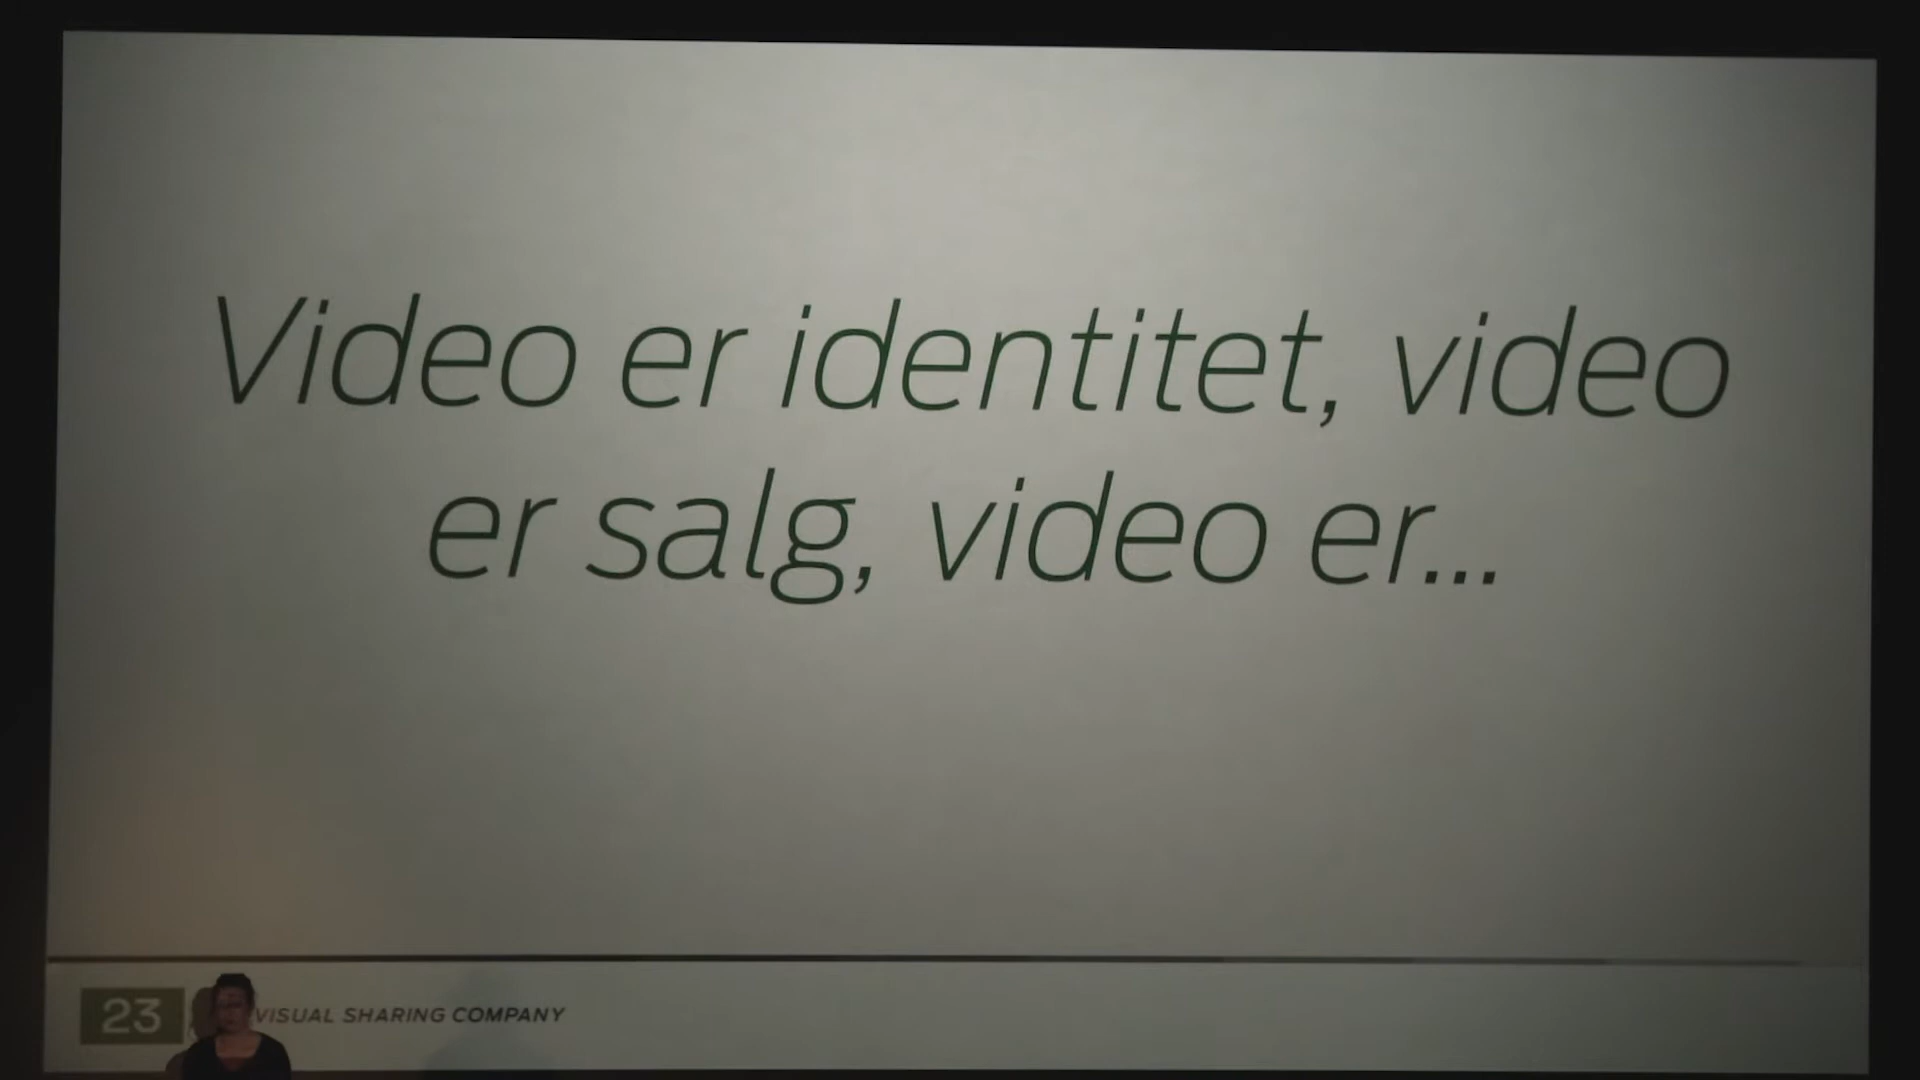 Video er identitet, video
er salg, video er...
23 VISUAL SHARING COMPANY